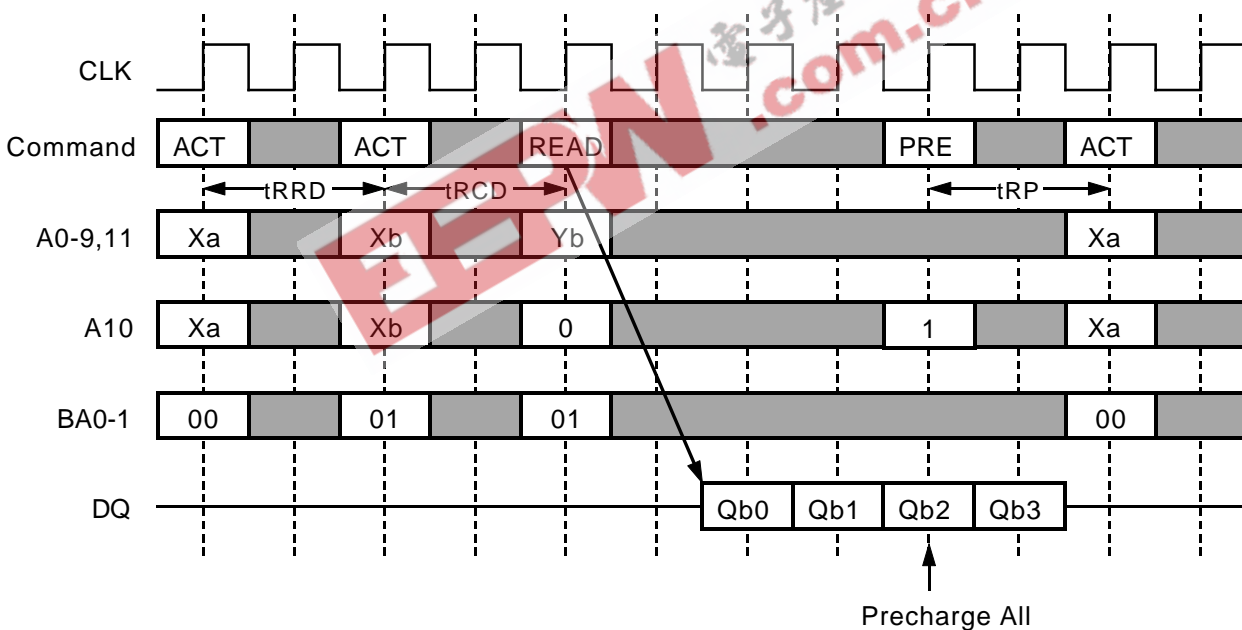 CLK
Command ACT ACT READ PRE ACT
tRRD tRCD tRP
A0-9,11 Xa Xb Yb Xa
A10 Xa Xb 0 1 Xa
BA0-1 00 01 01 00
DQ Qb0 Qb1 Qb2 Qb3
Precharge All
EEPW
.com.c
電子